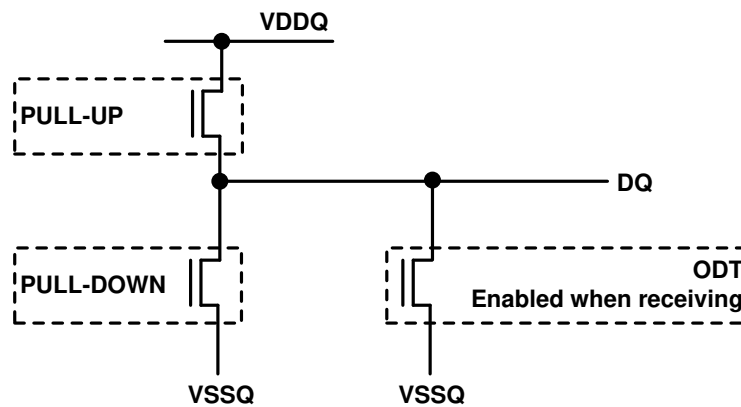 VDDQ
PULL-UP
DQ
PULL-DOWN
ODT
Enabled when receiving
VSSQ
VSSQ